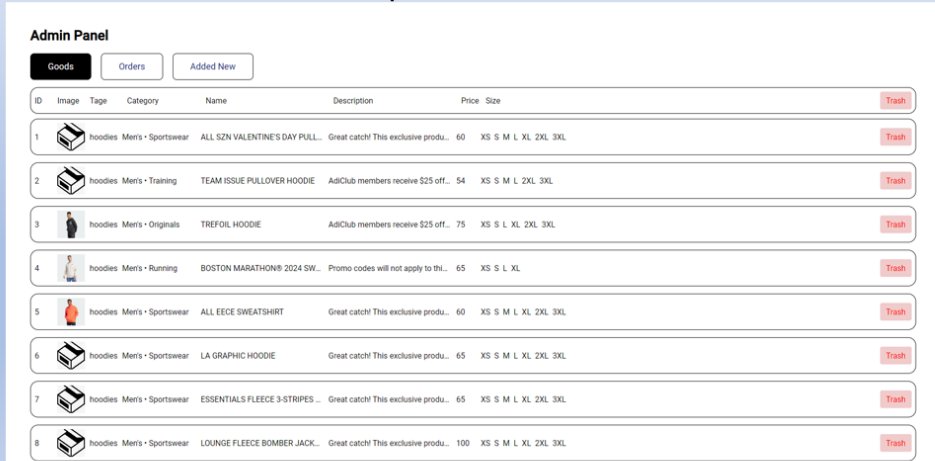 Admin Panel
Goods Orders Added New
ID Image Tage Category Name Description Price Size Trash
1 hoodies Men's • Sportswear ALL SZN VALENTINE'S DAY PULL... Great catch! This exclusive produ... 60 XS S M L XL 2XL 3XL Trash
2 hoodies Men's • Training TEAM ISSUE PULLOVER HOODIE AdiClub members receive $25 off... 54 XS S M L 2XL 3XL Trash
3 hoodies Men's • Originals TREFOIL HOODIE AdiClub members receive $25 off... 75 XS S L XL 2XL 3XL Trash
4 hoodies Men's • Running BOSTON MARATHON® 2024 SW... Promo codes will not apply to thi... 65 XS S L XL Trash
5 hoodies Men's • Sportswear ALL EECE SWEATSHIRT Great catch! This exclusive produ... 60 XS S M L XL 2XL 3XL Trash
6 hoodies Men's • Sportswear LA GRAPHIC HOODIE Great catch! This exclusive produ... 65 XS S M L XL 2XL 3XL Trash
7 hoodies Men's • Sportswear ESSENTIALS FLEECE 3-STRIPES ... Great catch! This exclusive produ... 65 XS S M L XL 2XL 3XL Trash
8 hoodies Men's • Sportswear LOUNGE FLEECE BOMBER JACK... Great catch! This exclusive produ... 100 XS S M L XL 2XL 3XL Trash